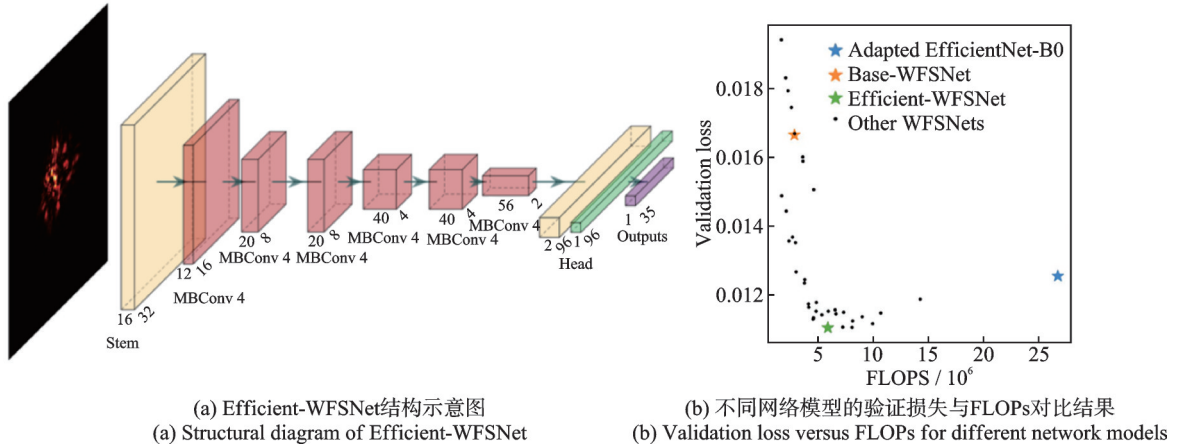 16
32
Stem
12
16
MBConv 4
20
8
MBConv 4
20
8
MBConv 4
40
4
MBConv 4
40
4
MBConv 4
56
2
MBConv 4
2
96
1
96
Head
1
35
Outputs
Validation loss
0.018
0.016
0.014
0.012
Adapted EfficientNet-B0
Base-WFSNet
Efficient-WFSNet
Other WFSNets
5
10
15
20
25
FLOPS / 10⁶
(a) Efficient-WFSNet结构示意图
(a) Structural diagram of Efficient-WFSNet
(b) 不同网络模型的验证损失与FLOPs对比结果
(b) Validation loss versus FLOPs for different network models